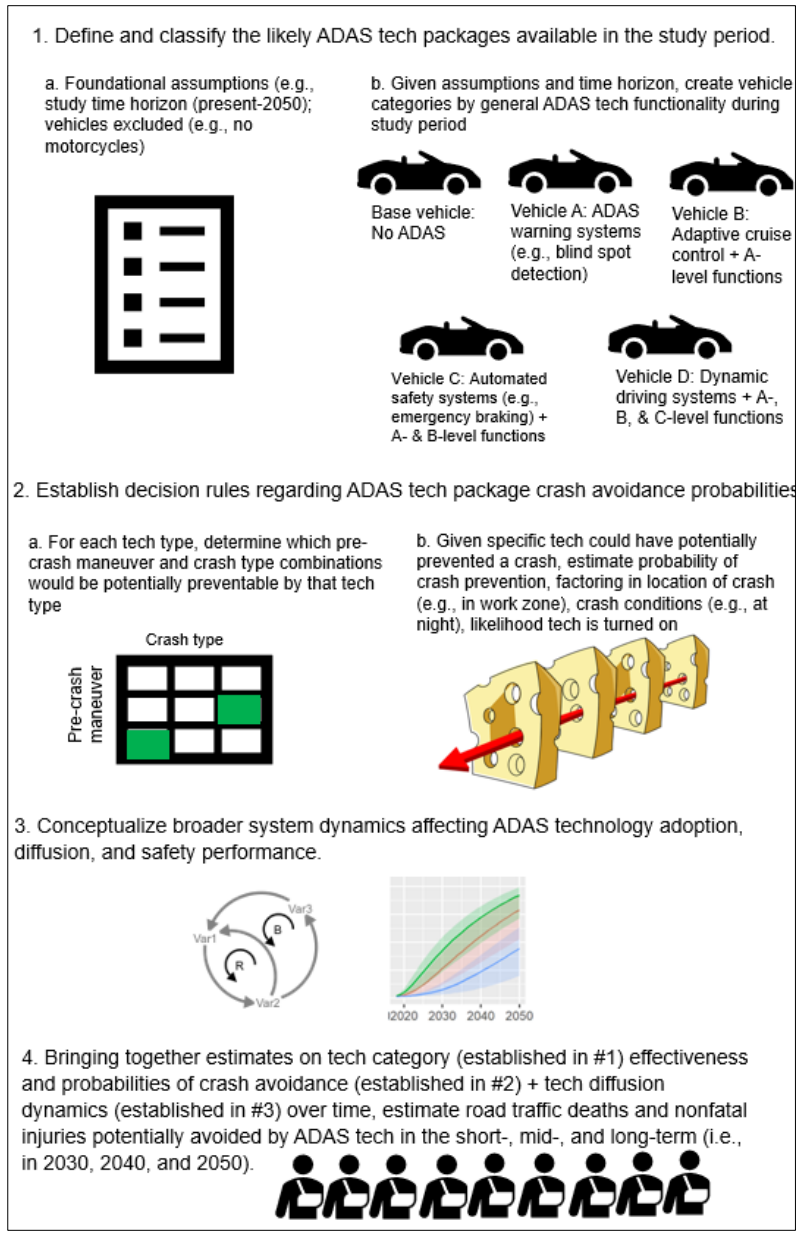 1. Define and classify the likely ADAS tech packages available in the study period.
a. Foundational assumptions (e.g.,
study time horizon (present-2050);
vehicles excluded (e.g., no
motorcycles)
b. Given assumptions and time horizon, create vehicle
categories by general ADAS tech functionality during
study period
Base vehicle:
No ADAS
Vehicle A: ADAS
warning systems
(e.g., blind spot
detection)
Vehicle B:
Adaptive cruise
control + A-
level functions
Vehicle C: Automated
safety systems (e.g.,
emergency braking) +
A- & B-level functions
Vehicle D: Dynamic
driving systems + A-,
B, & C-level functions
2. Establish decision rules regarding ADAS tech package crash avoidance probabilities
a. For each tech type, determine which pre-
crash maneuver and crash type combinations
would be potentially preventable by that tech
type
Crash type
Pre-crash
maneuver
b. Given specific tech could have potentially
prevented a crash, estimate probability of
crash prevention, factoring in location of crash
(e.g., in work zone), crash conditions (e.g., at
night), likelihood tech is turned on
3. Conceptualize broader system dynamics affecting ADAS technology adoption,
diffusion, and safety performance.
Var3
B
Var1
R
Var2
2020 2030 2040 2050
4. Bringing together estimates on tech category (established in #1) effectiveness
and probabilities of crash avoidance (established in #2) + tech diffusion
dynamics (established in #3) over time, estimate road traffic deaths and nonfatal
injuries potentially avoided by ADAS tech in the short-, mid-, and long-term (i.e.,
in 2030, 2040, and 2050).